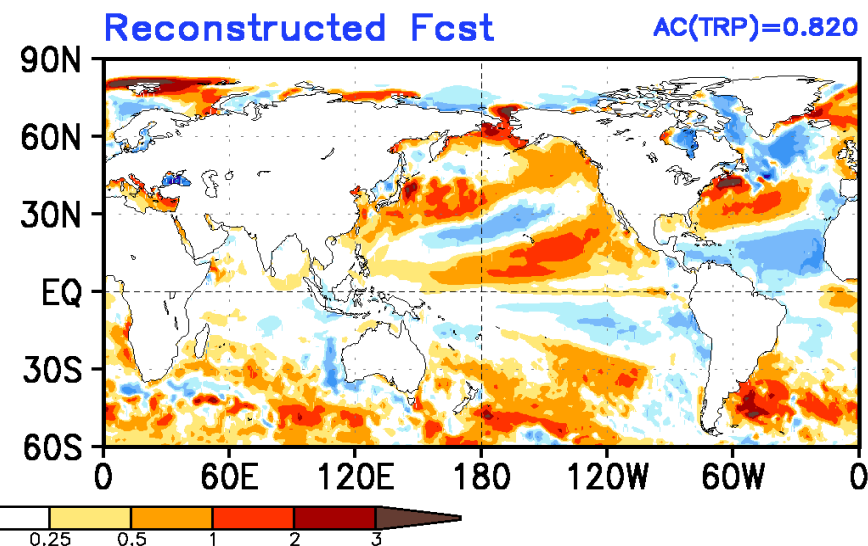 Reconstructed Fcst
AC(TRP)=0.820
90N
60N
30N
EQ
30S
60S
0 60E 120E 180 120W 60W 0
0.25 0.5 1 2 3